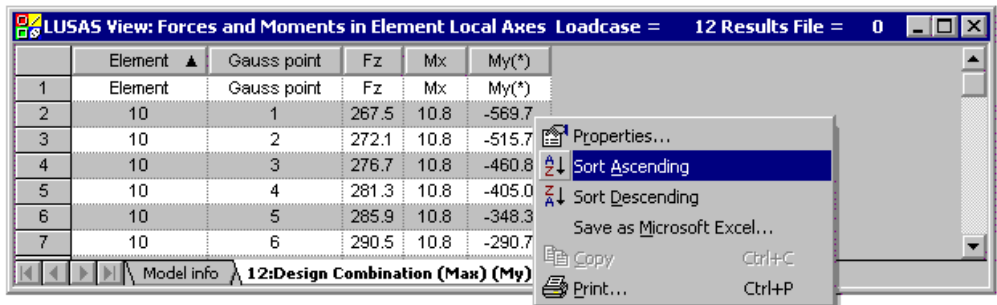 LUSAS View: Forces and Moments in Element Local Axes Loadcase = 12 Results File = 0
Element ▲ Gauss point Fz Mx My(*)
1 Element Gauss point Fz Mx My(*)
2 10 1 267.5 10.8 -569.7
3 10 2 272.1 10.8 -515.7
4 10 3 276.7 10.8 -460.8
5 10 4 281.3 10.8 -405.0
6 10 5 285.9 10.8 -348.3
7 10 6 290.5 10.8 -290.7
Properties...
Sort Ascending
Sort Descending
Save as Microsoft Excel...
Copy Ctrl+C
Print... Ctrl+P
Model info 12:Design Combination (Max) (My)